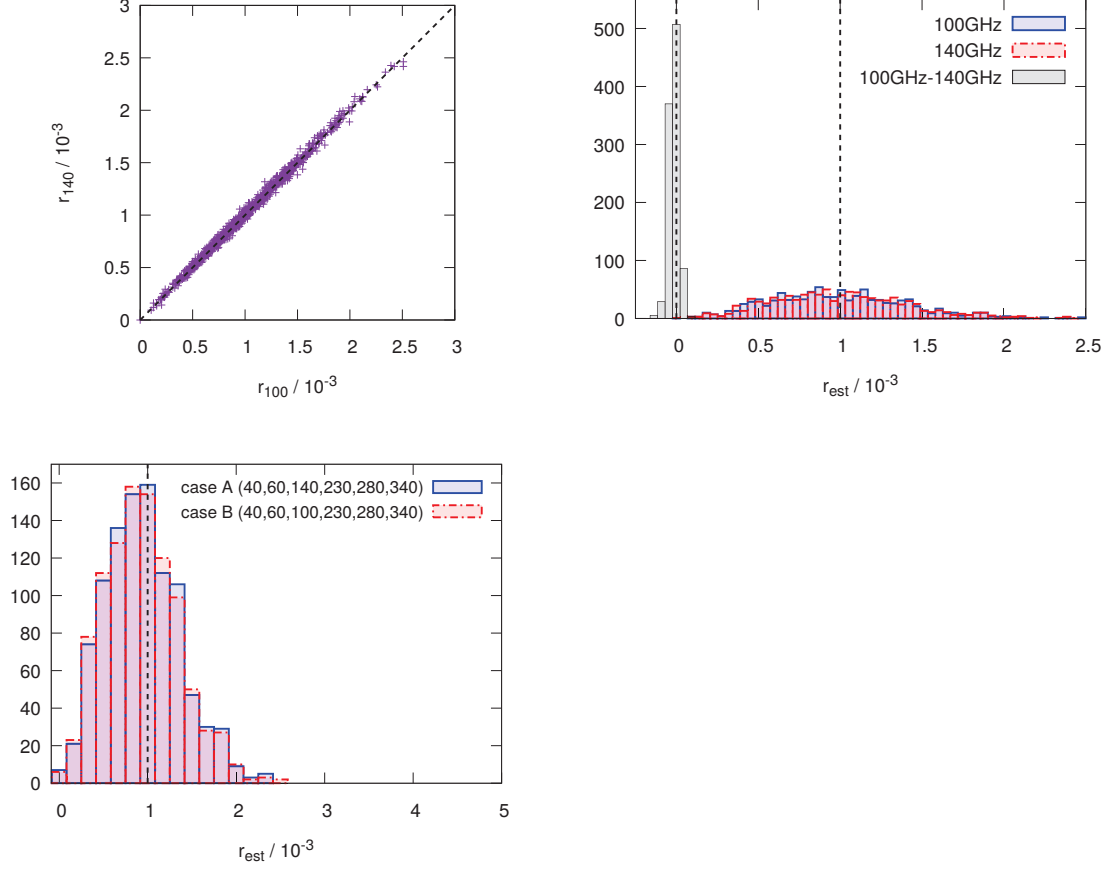 3
2.5
2
1.5
1
0.5
0
0 0.5 1 1.5 2 2.5 3
r140 / 10-3
r100 / 10-3
500
400
300
200
100
0
100GHz
140GHz
100GHz-140GHz
0 0.5 1 1.5 2 2.5
rest / 10-3
160
140
120
100
80
60
40
20
0
case A (40,60,140,230,280,340)
case B (40,60,100,230,280,340)
0 1 2 3 4 5
rest / 10-3